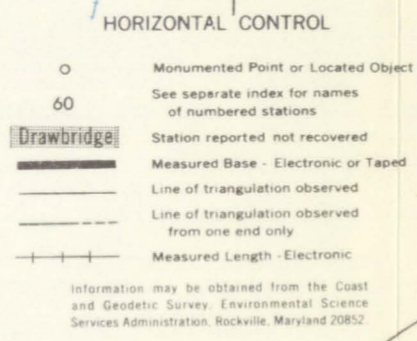 HORIZONTAL CONTROL
Monumented Point or Located Object
60
See separate index for names
of numbered stations
Drawbridge
Station reported not recovered
Measured Base - Electronic or Taped
Line of triangulation observed
Line of triangulation observed
from one end only
Measured Length - Electronic
Information may be obtained from the Coast
and Geodetic Survey, Environmental Science
Services Administration, Rockville, Maryland 20852.